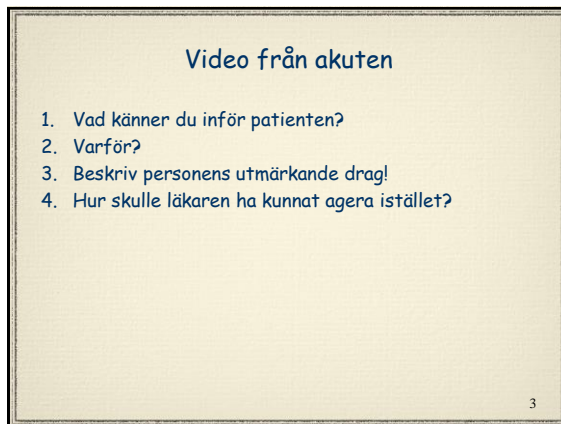 Video från akuten
1. Vad känner du inför patienten?
2. Varför?
3. Beskriv personens utmärkande drag!
4. Hur skulle läkaren ha kunnat agera istället?
3